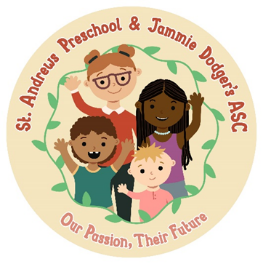 St. Andrews Preschool & Jammie Dodger's ASC
Our Passion, Their Future